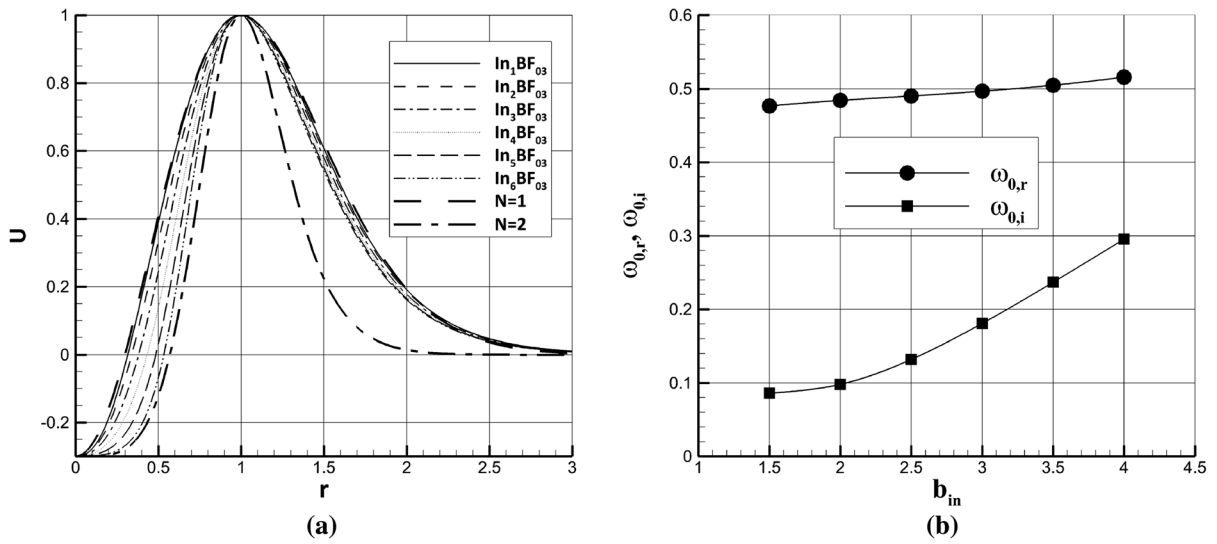 1
0.8
0.6
0.4
0.2
0
-0.2
U
0
0.5
1
1.5
2
2.5
3
r
In₁BF₀₃
In₂BF₀₃
In₃BF₀₃
In₄BF₀₃
In₅BF₀₃
In₆BF₀₃
N=1
N=2
(a)
0.6
0.5
0.4
0.3
0.2
0.1
0
ω₀,ᵣ, ω₀,ᵢ
1
1.5
2
2.5
3
3.5
4
4.5
b_in
ω₀,ᵣ
ω₀,ᵢ
(b)